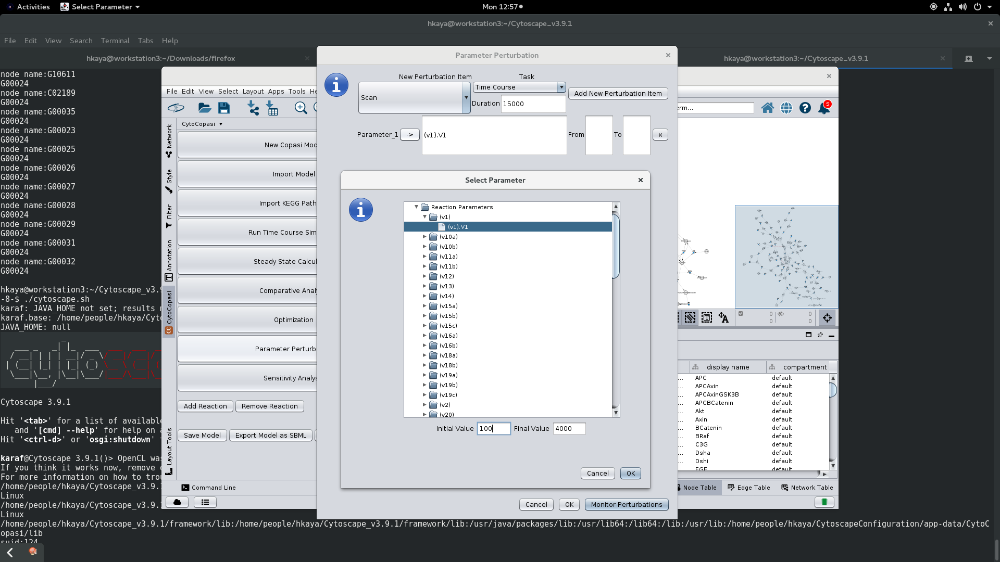 Activities
Select Parameter
Mon 12:57
hkaya@workstation3:~/Cytoscape_v3.9.1
File Edit View Search Terminal Tabs Help
hkaya@workstation3:~/Downloads/firefox
hkaya@workstation3:~/Cytoscape_v3.9.1
node name:G10611
G00024
node name:C02189
G00024
node name:G00035
G00024
node name:G00023
G00024
node name:G00025
G00024
node name:G00026
G00024
node name:G00027
G00024
node name:G00028
G00024
node name:G00029
G00024
node name:G00031
G00024
node name:G00032
G00024
hkaya@workstation3:~/Cytoscape_v3.9
-8-$ ./cytoscape.sh
karaf: JAVA_HOME not set; results
karaf.base: /home/people/hkaya/Cyto
JAVA_HOME: null
Cytoscape 3.9.1
Hit '<tab>' for a list of available
and '[cmd] --help' for help on
Hit '<ctrl-d>' or 'osgi:shutdown'
karaf@Cytoscape 3.9.1()> OpenCL was
If you think it works now, remove
For more information on how to trou
/home/people/hkaya/Cytoscape_v3.9.1
Linux
/home/people/hkaya/Cytoscape_v3.9.1
Linux
/home/people/hkaya/Cytoscape_v3.9.1/framework/lib:/home/people/hkaya/Cytoscape_v3.9.1/framework/lib:/usr/java/packages/lib:/usr/lib64:/lib64:/lib:/usr/lib:/home/people/hkaya/CytoscapeConfiguration/app-data/CytoC
opasi/lib
suid:124
File Edit View Select Layout Apps Tools He
Network
Style
Filter
Annotation
CytoCopasi
CC
Layout Tools
CytoCopasi
New Copasi Mod
Import Model
Import KEGG Path
Run Time Course Sim
Steady State Calcul
Comparative Anal
Optimization
Parameter Perturb
Sensitivity Analys
Add Reaction
Remove Reaction
Save Model
Export Model as SBML
Command Line
Parameter Perturbation
New Perturbation Item
Task
Scan
Time Course
Add New Perturbation Item
Duration 15000
Parameter_1 -> (v1).V1 From To x
Select Parameter
Reaction Parameters
(v1)
(v1).V1
(v10a)
(v10b)
(v11a)
(v11b)
(v12)
(v13)
(v14)
(v15a)
(v15b)
(v15c)
(v16a)
(v16b)
(v18a)
(v18b)
(v19a)
(v19b)
(v19c)
(v2)
(v20)
Initial Value 100 Final Value 4000
Cancel OK
Cancel OK Monitor Perturbations
erm...
5
0 0
0 0
display name compartment
... APC default
... APCAxin default
... APCAxinGSK3B default
... APCBCatenin default
... Akt default
... Axin default
... BCatenin default
... BRaf default
... C3G default
... Dsha default
... Dshi default
EGF default
Node Table
Edge Table
Network Table